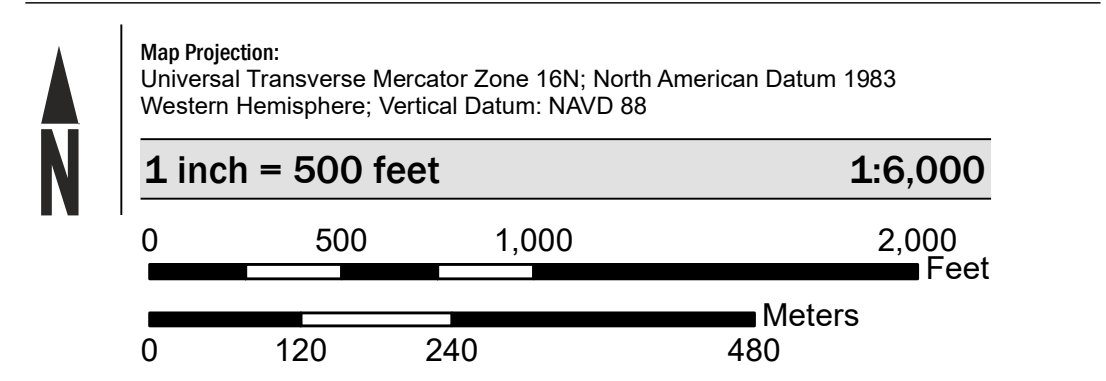 Map Projection:
Universal Transverse Mercator Zone 16N; North American Datum 1983
Western Hemisphere; Vertical Datum: NAVD 88
N
1 inch = 500 feet 1:6,000
0 500 1,000 2,000
Feet
Meters
0 120 240 480